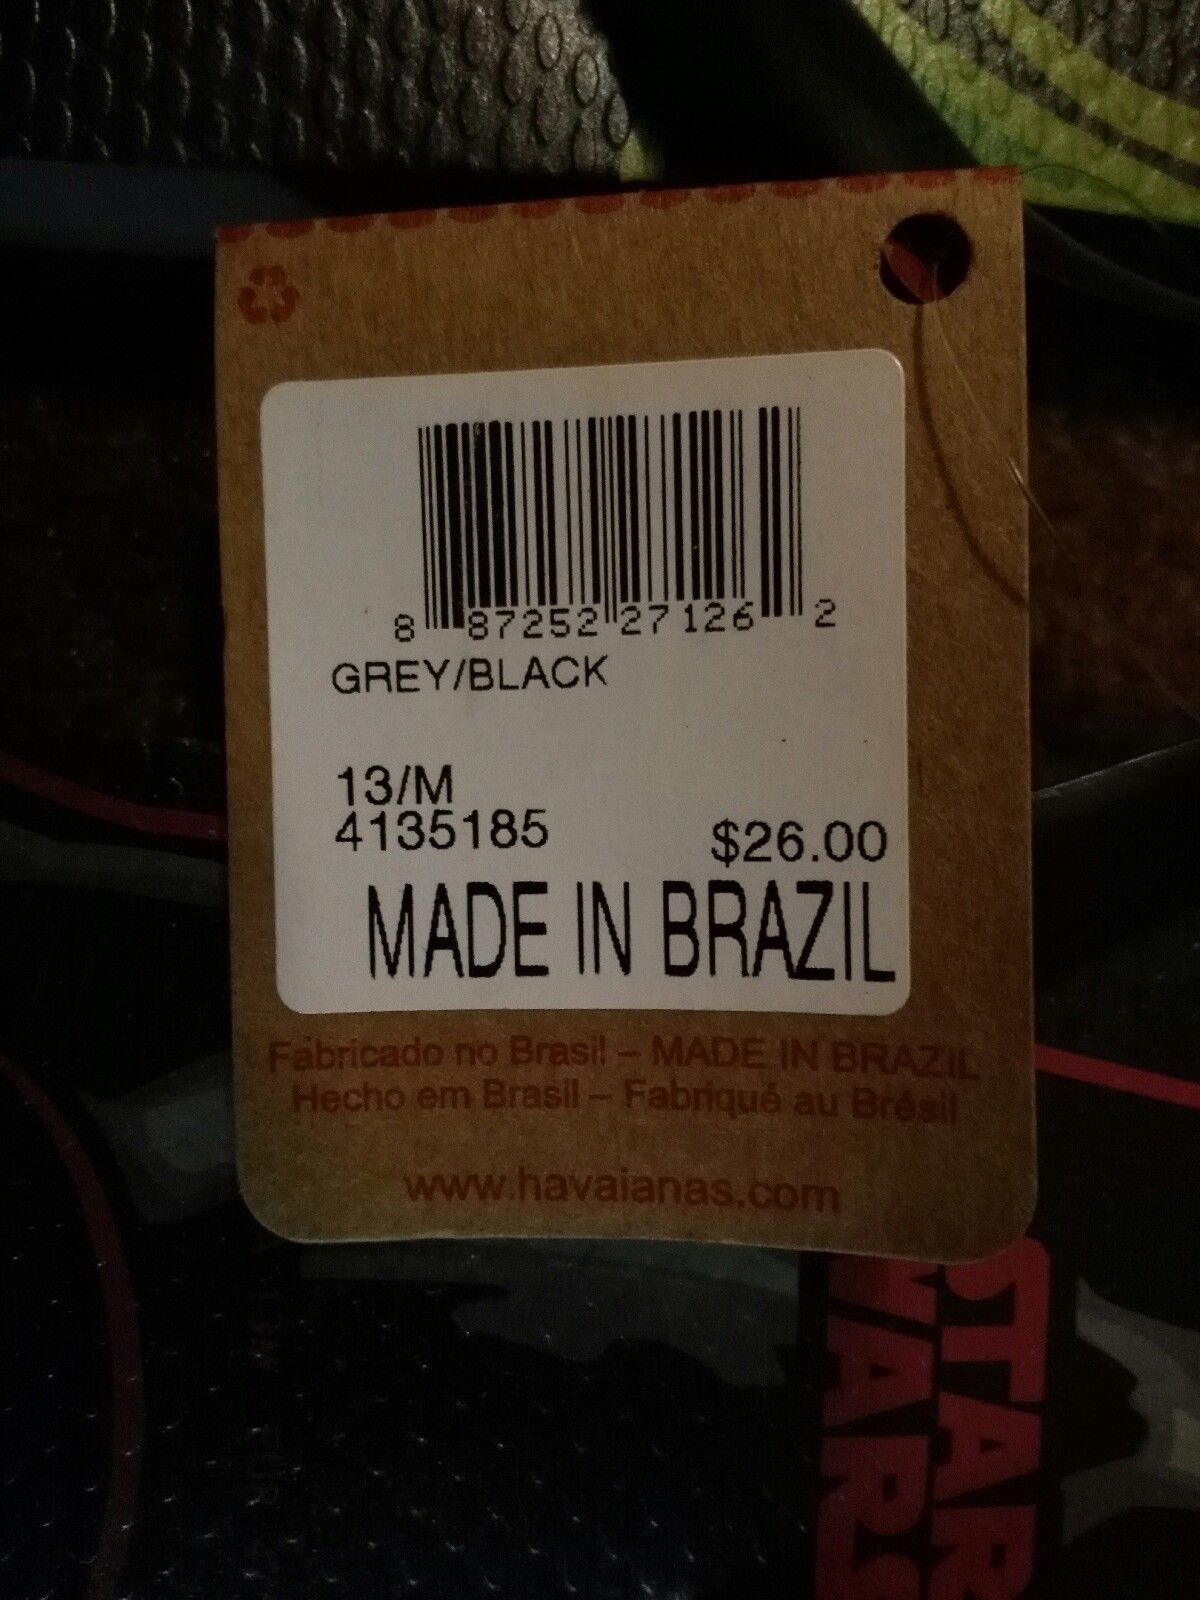 8 87252 27126 2
GREY/BLACK
13/M
4135185 $26.00
MADE IN BRAZIL
Fabricado no Brasil – MADE IN BRAZIL
Hecho em Brasil – Fabriqué au Brésil
www.havaianas.com
STAR
WARS